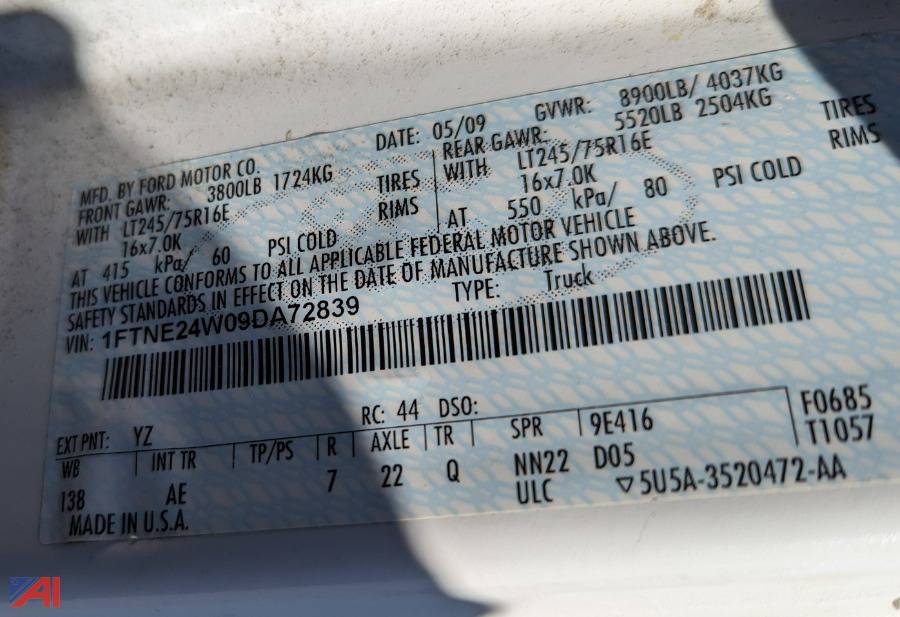 MFD. BY FORD MOTOR CO. DATE: 05/09 GVWR: 8900LB/ 4037KG
FRONT GAWR: 3800LB 1724KG REAR GAWR: 5520LB 2504KG
WITH LT245/75R16E TIRES WITH LT245/75R16E TIRES
16x7.0K RIMS 16x7.0K RIMS
AT 415 kPa/ 60 PSI COLD AT 550 kPa/ 80 PSI COLD
THIS VEHICLE CONFORMS TO ALL APPLICABLE FEDERAL MOTOR VEHICLE
SAFETY STANDARDS IN EFFECT ON THE DATE OF MANUFACTURE SHOWN ABOVE.
VIN: 1FTNE24W09DA72839 TYPE: Truck
EXT PNT: YZ RC: 44 DSO: F0685
WB INT TR TP/PS R AXLE TR SPR 9E416 T1057
138 AE 7 22 Q NN22 D05
ULC 5U5A-3520472-AA
MADE IN U.S.A.
AI